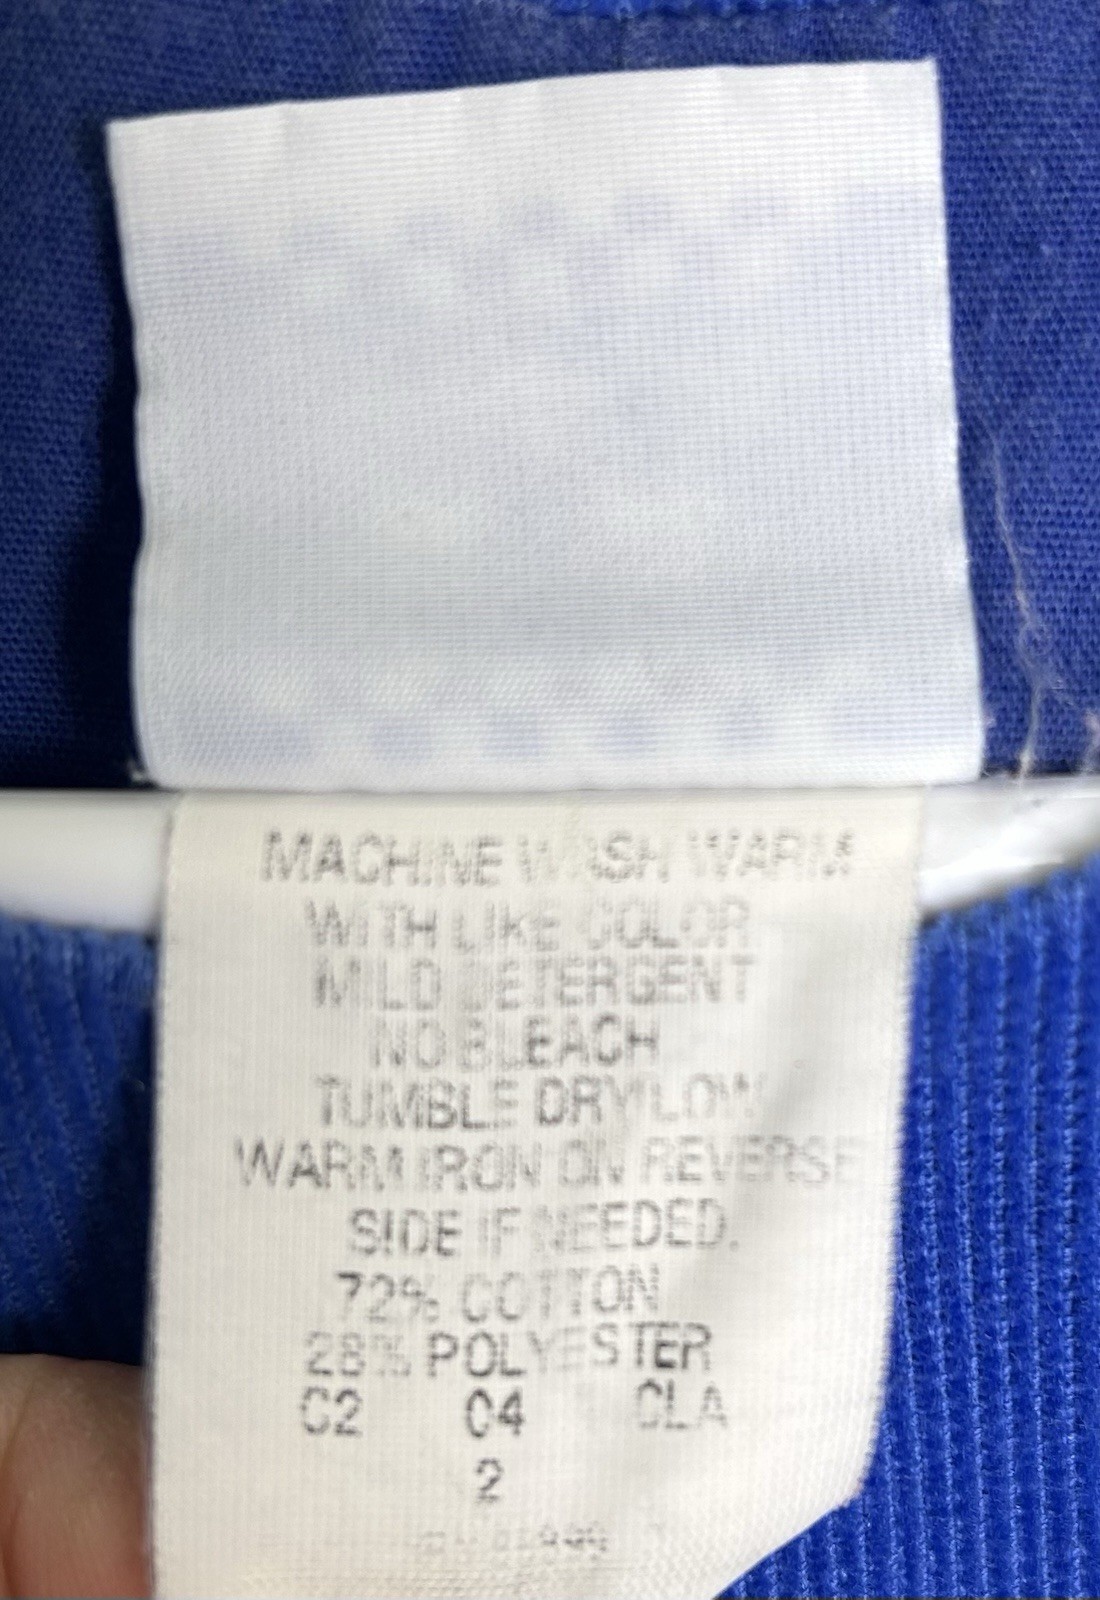 MACHINE WASH WARM
WITH LIKE COLOR
MILD DETERGENT
NO BLEACH
TUMBLE DRY LOW
WARM IRON ON REVERSE
SIDE IF NEEDED.
72% COTTON
28% POLYESTER
C2 C4 CLA
2